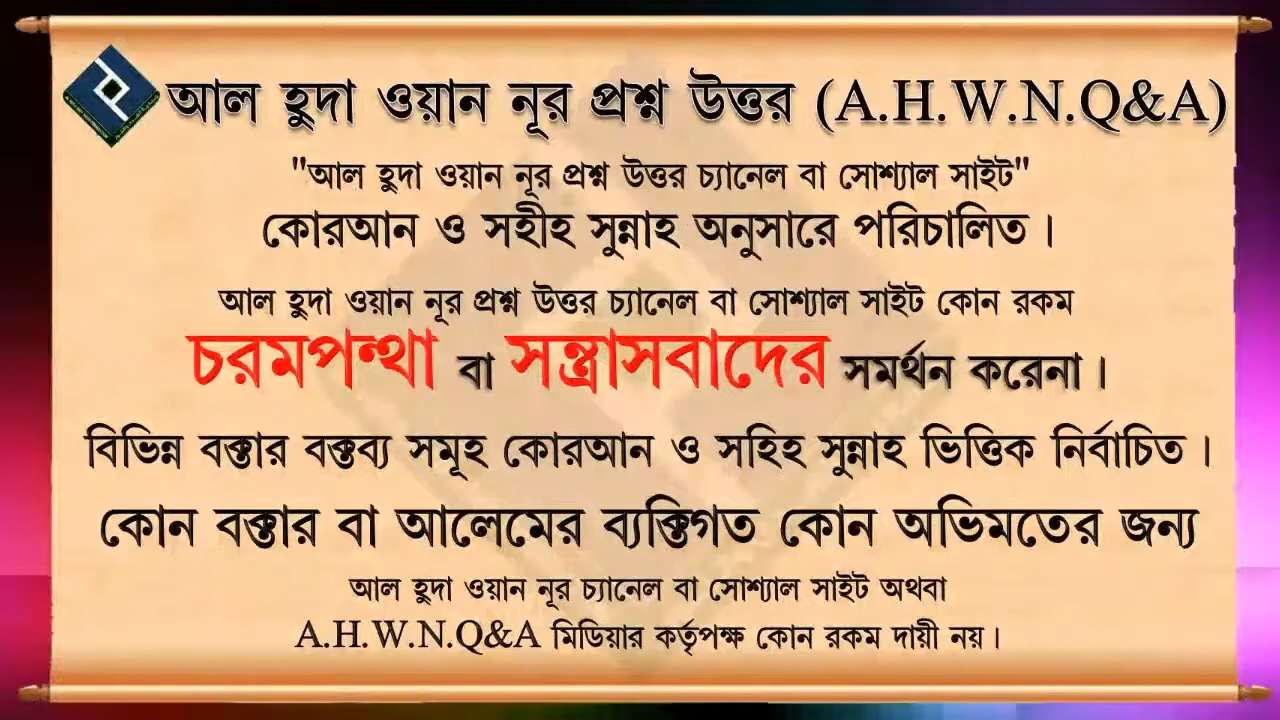 আল হুদা ওয়ান নূর প্রশ্ন উত্তর (A.H.W.N.Q&A)
"আল হুদা ওয়ান নূর প্রশ্ন উত্তর চ্যানেল বা সোশ্যাল সাইট"
কোরআন ও সহীহ সুন্নাহ অনুসারে পরিচালিত।
আল হুদা ওয়ান নূর প্রশ্ন উত্তর চ্যানেল বা সোশ্যাল সাইট কোন রকম
চরমপন্থা বা সন্ত্রাসবাদের সমর্থন করেনা।
বিভিন্ন বক্তার বক্তব্য সমূহ কোরআন ও সহিহ সুন্নাহ ভিত্তিক নির্বাচিত।
কোন বক্তার বা আলেমের ব্যক্তিগত কোন অভিমতের জন্য
আল হুদা ওয়ান নূর চ্যানেল বা সোশ্যাল সাইট অথবা
A.H.W.N.Q&A মিডিয়ার কর্তৃপক্ষ কোন রকম দায়ী নয়।